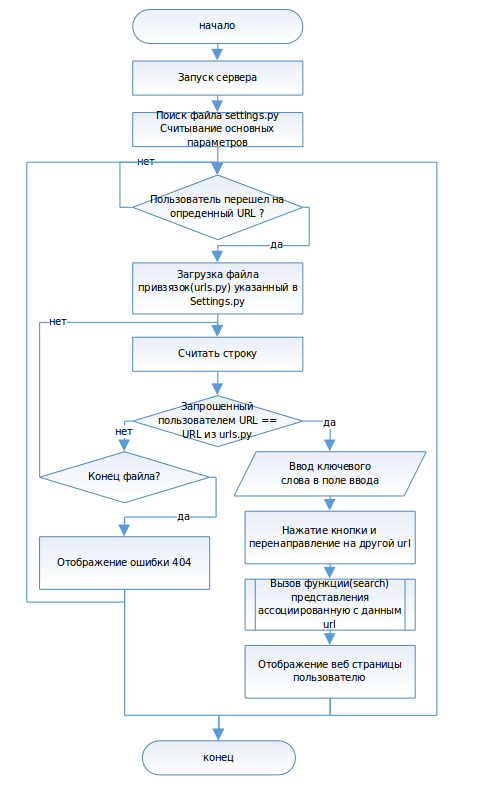 начало
Запуск сервера
Поиск файла settings.py
Считывание основных
параметров
нет
Пользователь перешел на
опреденный URL ?
да
Загрузка файла
привзязок(urls.py) указанный в
Settings.py
нет
Считать строку
Запрошенный
пользователем URL ==
URL из urls.py
да
нет
Ввод ключевого
слова в поле ввода
Конец файла?
да
Нажатие кнопки и
перенаправление на другой url
Отображение ошибки 404
Вызов функции(search)
представления
ассоциированную с данным
url
Отображение веб страницы
пользователю
конец